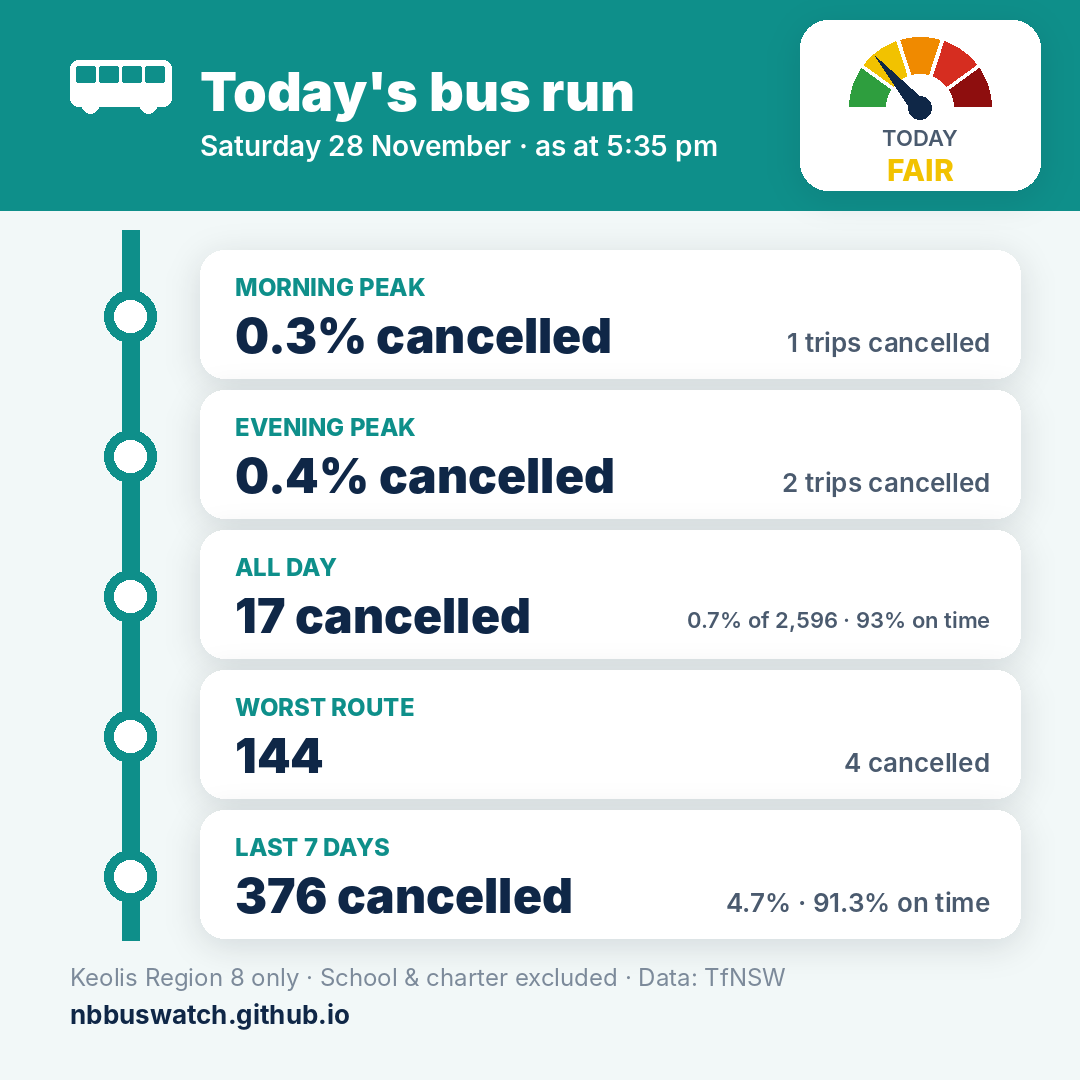 Today's bus run
Saturday 28 November · as at 5:35 pm
TODAY
FAIR
MORNING PEAK
0.3% cancelled
1 trips cancelled
EVENING PEAK
0.4% cancelled
2 trips cancelled
ALL DAY
17 cancelled
0.7% of 2,596 · 93% on time
WORST ROUTE
144
4 cancelled
LAST 7 DAYS
376 cancelled
4.7% · 91.3% on time
Keolis Region 8 only · School & charter excluded · Data: TfNSW
nbbuswatch.github.io